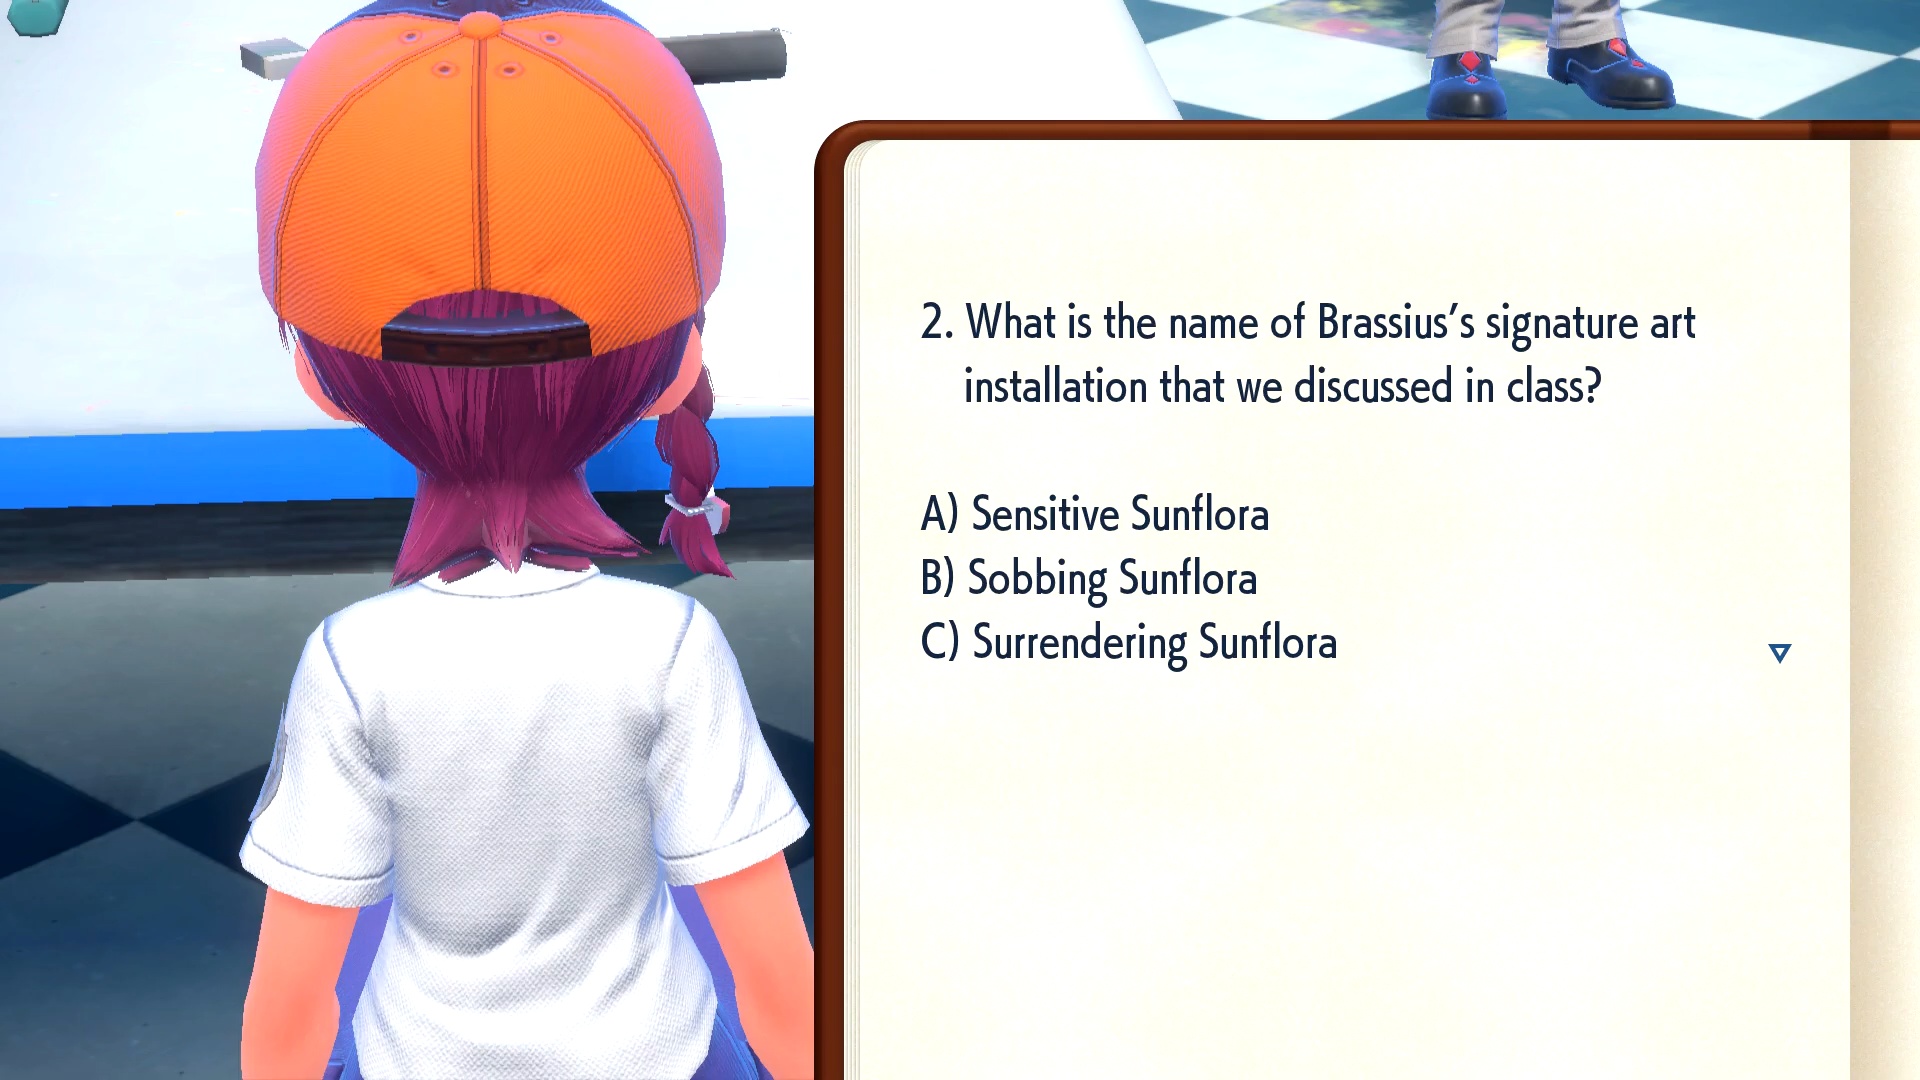 2. What is the name of Brassius’s signature art
installation that we discussed in class?
A) Sensitive Sunflora
B) Sobbing Sunflora
C) Surrendering Sunflora